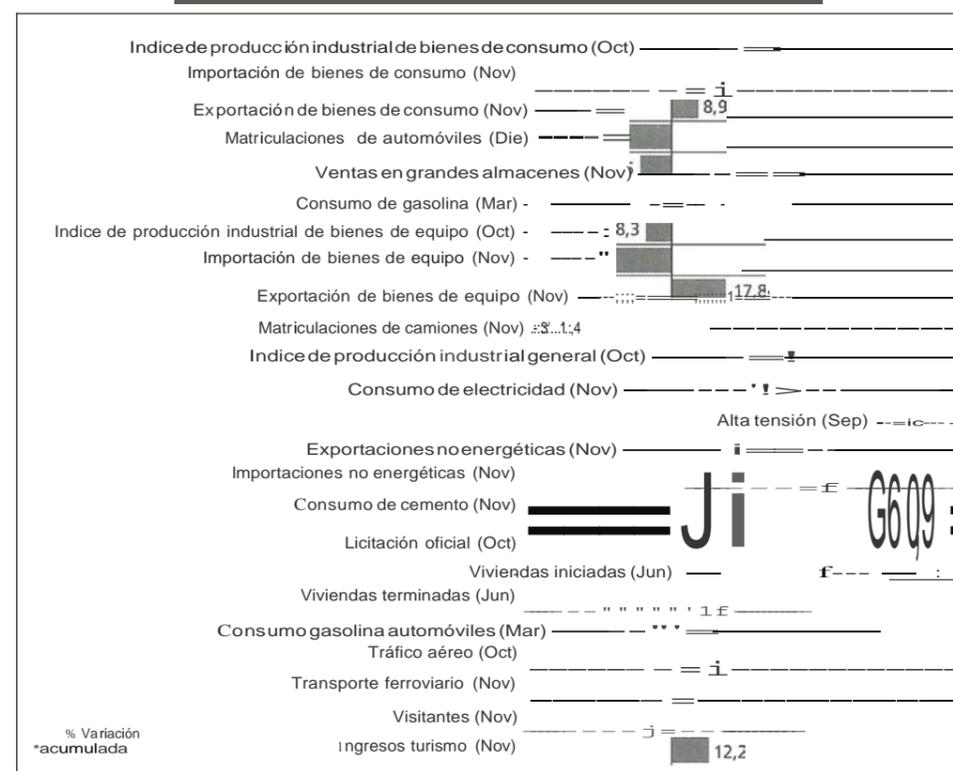 Indice de producción industrial de bienes de consumo (Oct)
Importación de bienes de consumo (Nov)
Exportación de bienes de consumo (Nov) 8,9
Matriculaciones de automóviles (Die)
Ventas en grandes almacenes (Nov)
Consumo de gasolina (Mar) -
Indice de producción industrial de bienes de equipo (Oct) - 8,3
Importación de bienes de equipo (Nov) -
Exportación de bienes de equipo (Nov) 17,8
Matriculaciones de camiones (Nov)
Indice de producción industrial general (Oct)
Consumo de electricidad (Nov)
Alta tensión (Sep)
Exportaciones no energéticas (Nov)
Importaciones no energéticas (Nov)
Consumo de cemento (Nov)
Licitación oficial (Oct)
Viviendas iniciadas (Jun)
Viviendas terminadas (Jun)
Consumo gasolina automóviles (Mar)
Tráfico aéreo (Oct)
Transporte ferroviario (Nov)
Visitantes (Nov)
Ingresos turismo (Nov) 12,2
% Variación
*acumulada